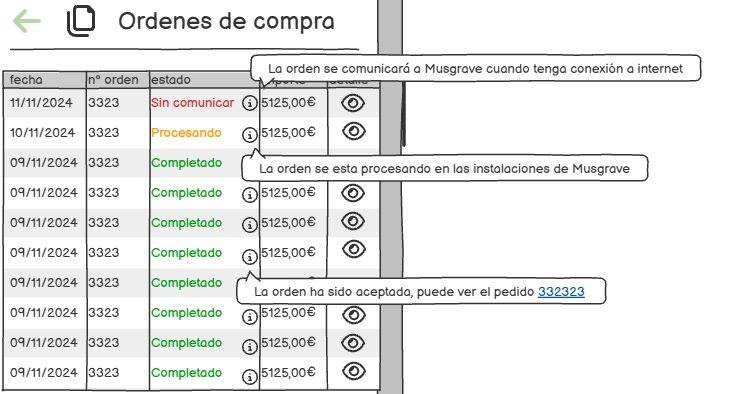 Ordenes de compra
La orden se comunicará a Musgrave cuando tenga conexión a internet
fecha nº orden estado
11/11/2024 3323 Sin comunicar 5125,00€
10/11/2024 3323 Procesando 5125,00€
09/11/2024 3323 Completado
La orden se esta procesando en las instalaciones de Musgrave
09/11/2024 3323 Completado 5125,00€
09/11/2024 3323 Completado 5125,00€
09/11/2024 3323 Completado 5125,00€
09/11/2024 3323 Completado
La orden ha sido aceptada, puede ver el pedido 332323
09/11/2024 3323 Completado 5125,00€
09/11/2024 3323 Completado 5125,00€
09/11/2024 3323 Completado 5125,00€